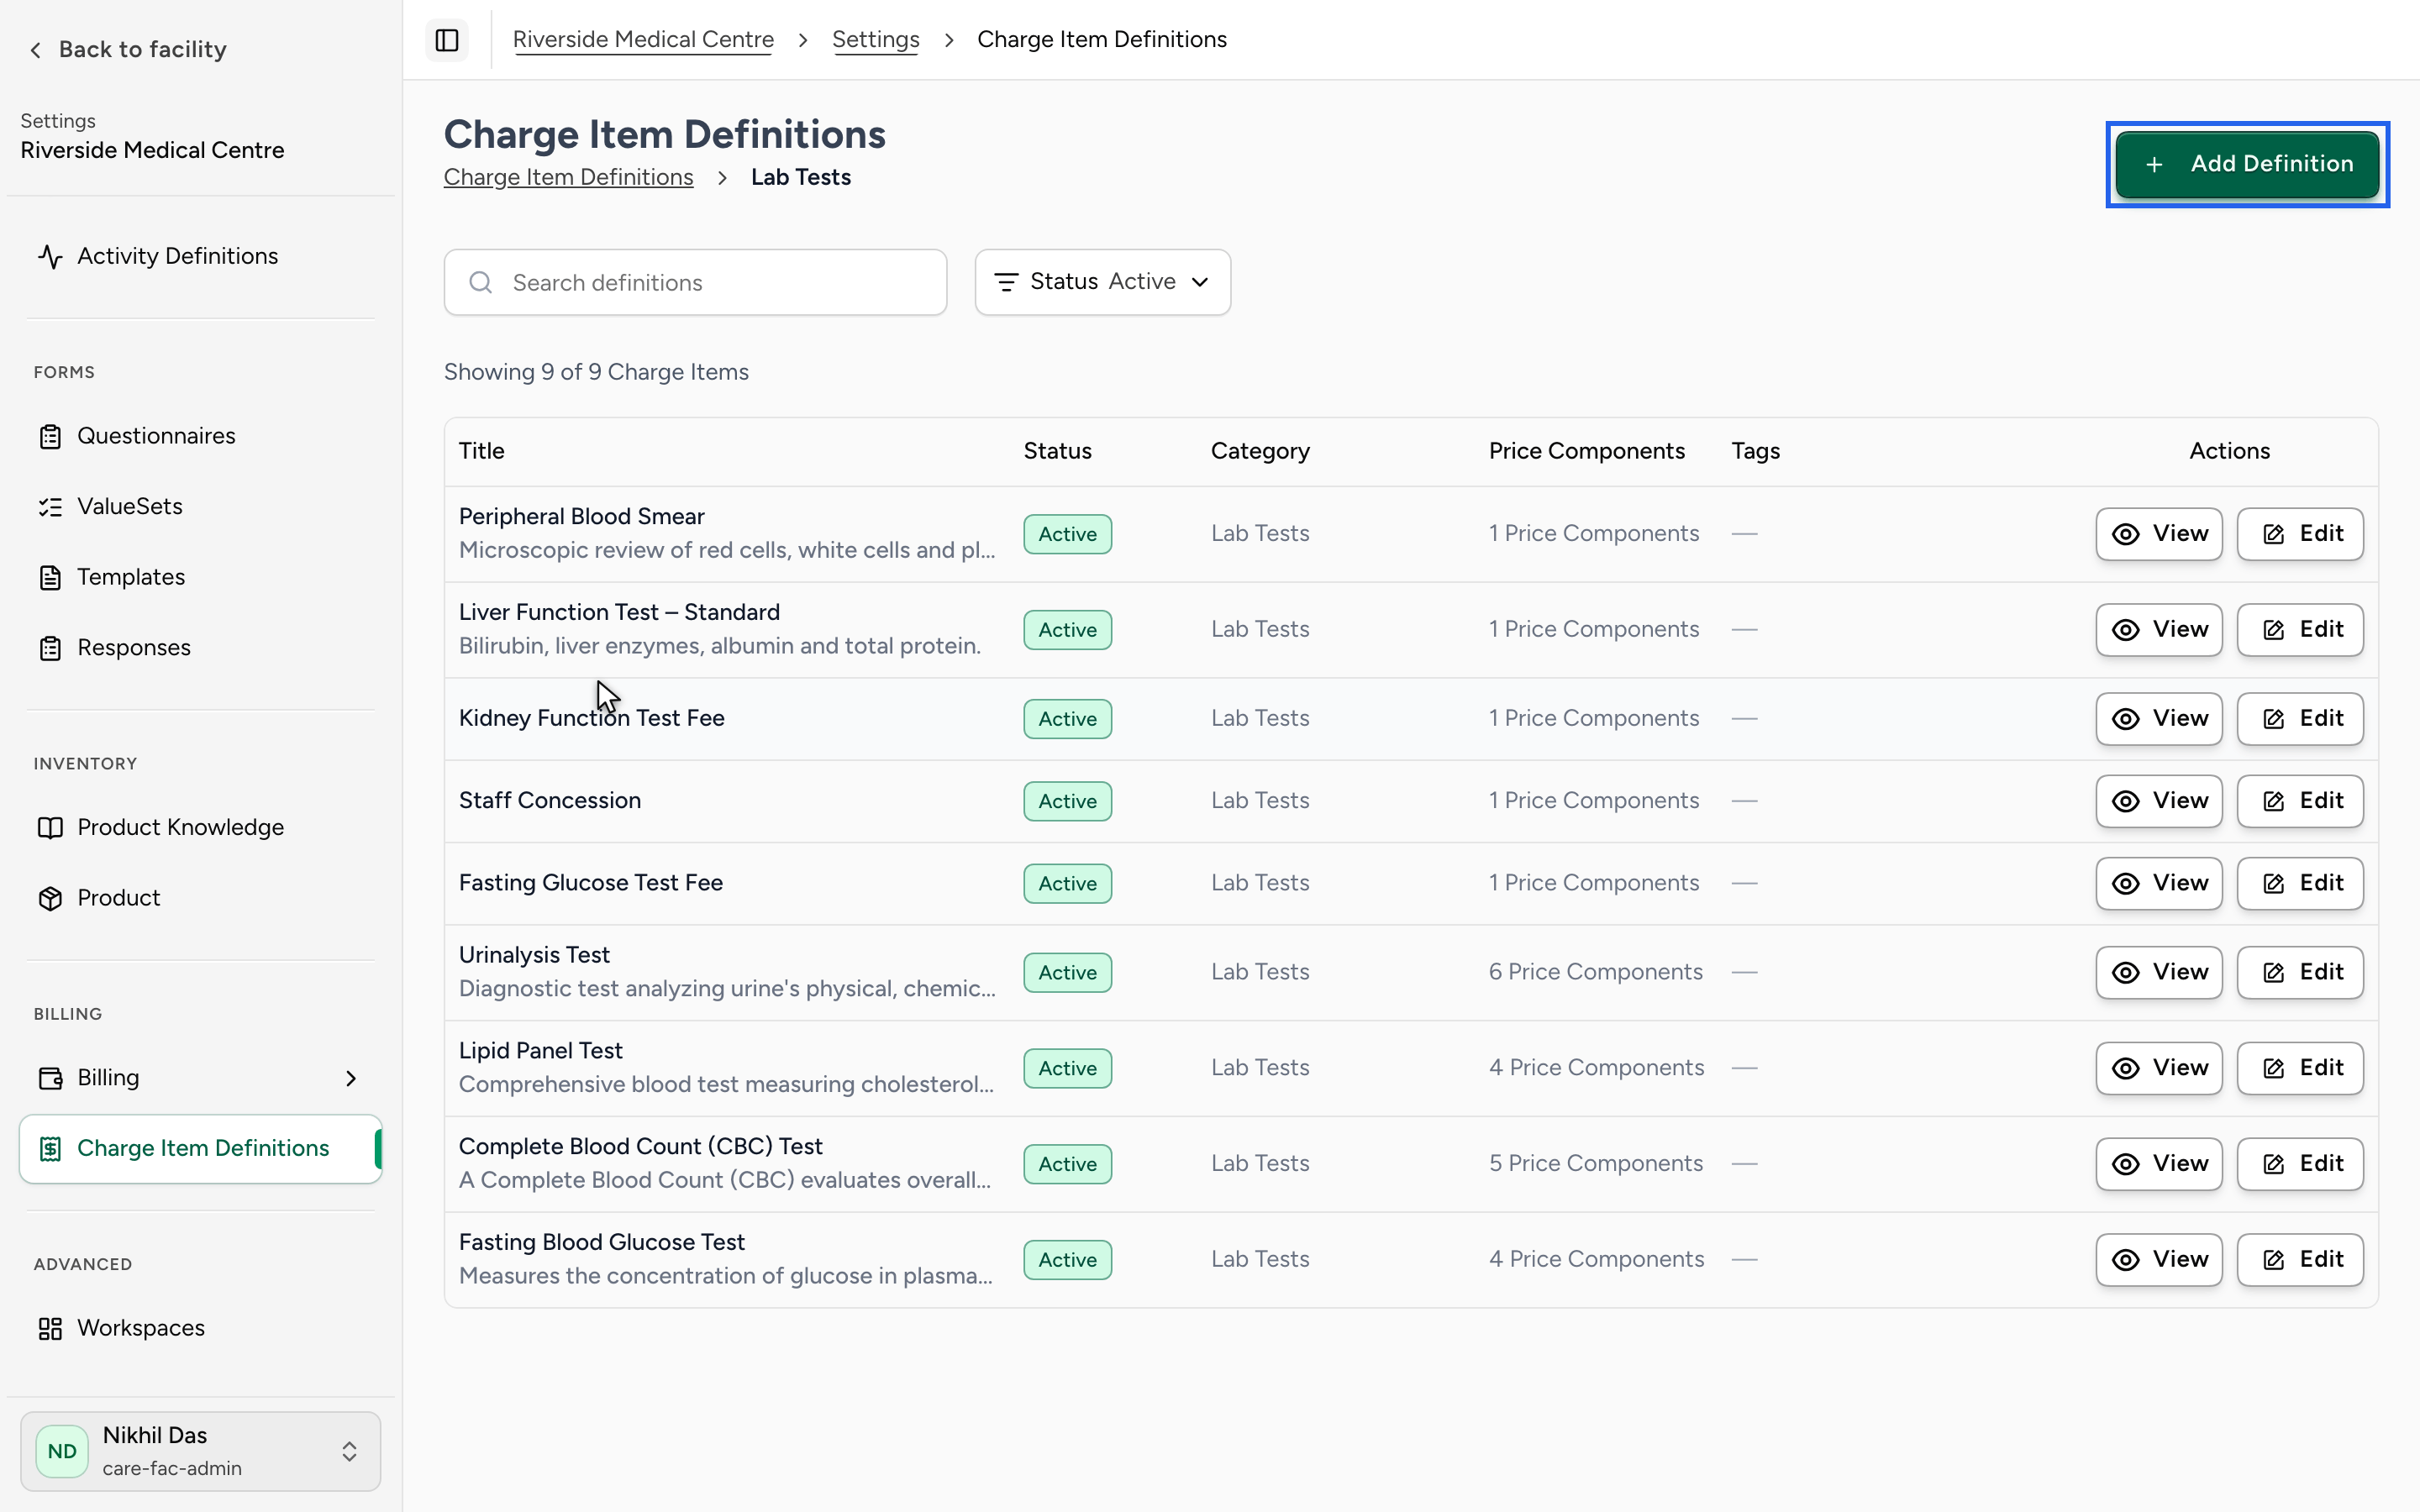 Back to facility
Settings
Riverside Medical Centre
Activity Definitions
FORMS
Questionnaires
ValueSets
Templates
Responses
INVENTORY
Product Knowledge
Product
BILLING
Billing
Charge Item Definitions
ADVANCED
Workspaces
ND
Nikhil Das
care-fac-admin
Riverside Medical Centre > Settings > Charge Item Definitions
Charge Item Definitions
Charge Item Definitions > Lab Tests
+ Add Definition
Search definitions
Status Active
Showing 9 of 9 Charge Items
Title Status Category Price Components Tags Actions
Peripheral Blood Smear
Microscopic review of red cells, white cells and pl...
Active Lab Tests 1 Price Components — View Edit
Liver Function Test – Standard
Bilirubin, liver enzymes, albumin and total protein.
Active Lab Tests 1 Price Components — View Edit
Kidney Function Test Fee Active Lab Tests 1 Price Components — View Edit
Staff Concession Active Lab Tests 1 Price Components — View Edit
Fasting Glucose Test Fee Active Lab Tests 1 Price Components — View Edit
Urinalysis Test
Diagnostic test analyzing urine's physical, chemic...
Active Lab Tests 6 Price Components — View Edit
Lipid Panel Test
Comprehensive blood test measuring cholesterol...
Active Lab Tests 4 Price Components — View Edit
Complete Blood Count (CBC) Test
A Complete Blood Count (CBC) evaluates overall...
Active Lab Tests 5 Price Components — View Edit
Fasting Blood Glucose Test
Measures the concentration of glucose in plasma...
Active Lab Tests 4 Price Components — View Edit